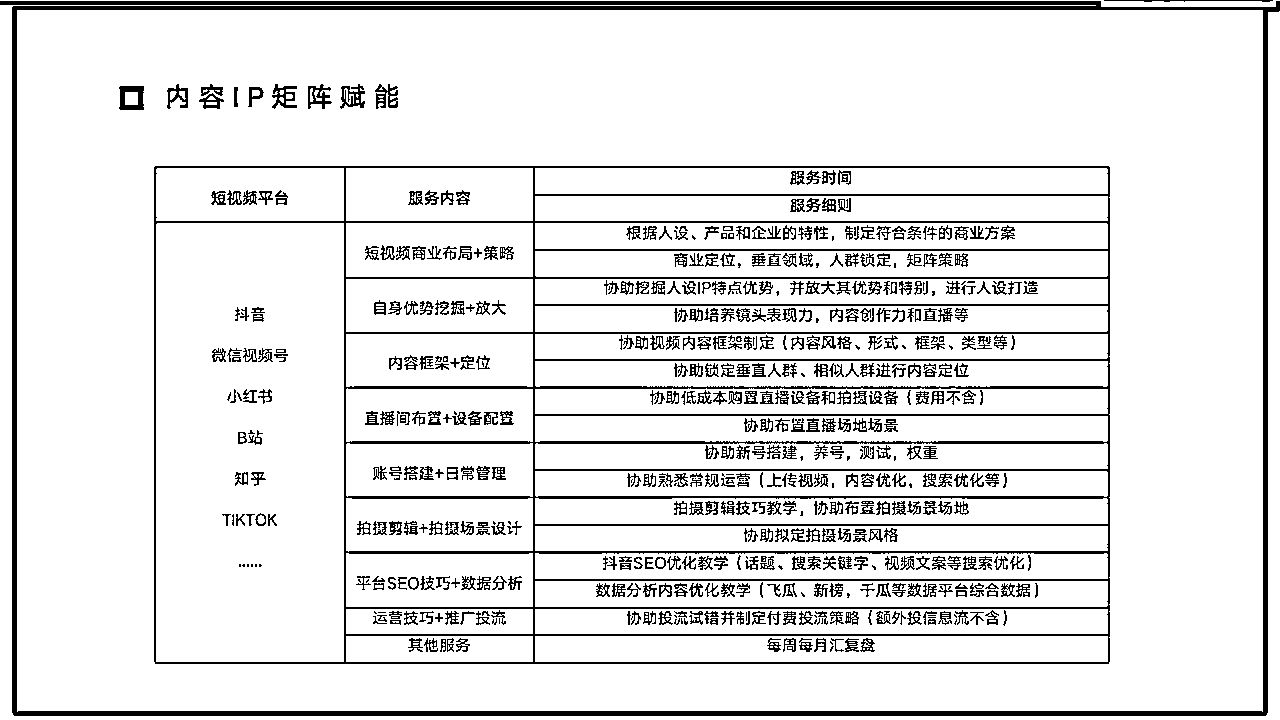 内容IP矩阵赋能
短视频平台
服务内容
服务时间
服务细则
抖音
微信视频号
小红书
B站
知乎
TIKTOK
......
短视频商业布局+策略
根据人设、产品和企业的特性，制定符合条件的商业方案
商业定位，垂直领域，人群锁定，矩阵策略
自身优势挖掘+放大
协助挖掘人设IP特点优势，并放大其优势和特别，进行人设打造
协助培养镜头表现力，内容创作力和直播等
内容框架+定位
协助视频内容框架制定（内容风格、形式、框架、类型等）
协助锁定垂直人群、相似人群进行内容定位
直播间布置+设备配置
协助低成本购置直播设备和拍摄设备（费用不含）
协助布置直播场地场景
账号搭建+日常管理
协助新号搭建，养号，测试，权重
协助熟悉常规运营（上传视频，内容优化，搜索优化等）
拍摄剪辑+拍摄场景设计
拍摄剪辑技巧教学，协助布置拍摄场景场地
协助拟定拍摄场景风格
平台SEO技巧+数据分析
抖音SEO优化教学（话题、搜索关键字、视频文案等搜索优化）
数据分析内容优化教学（飞瓜、新榜，千瓜等数据平台综合数据）
运营技巧+推广投流
协助投流试错并制定付费投流策略（额外投信息流不含）
其他服务
每周每月汇复盘